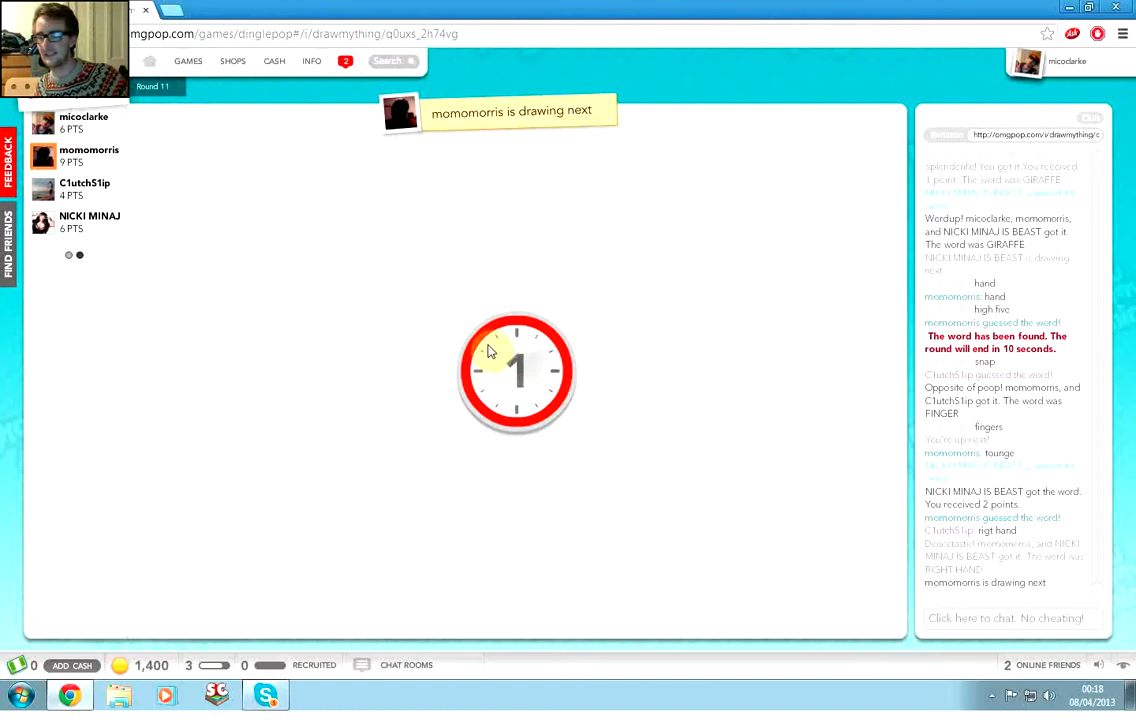 mgpop.com/games/dinglepop#/i/drawmything/q0uxs_2h74vg
GAMES SHOPS CASH INFO 2 Search
micoclarke
Round 11
momomorris is drawing next
FEEDBACK
FIND FRIENDS
micoclarke
6 PTS
momomorris
9 PTS
C1utchS1ip
4 PTS
NICKI MINAJ
6 PTS
1
Quit
Invitation http://omgpop.com/i/drawmything/
Splenderific! You got it You received
1 point. The word was GIRAFFE
Werdup! micoclarke, momomorris,
and NICKI MINAJ IS BEAST got it.
The word was GIRAFFE
NICKI MINAJ IS BEAST is drawing
next
hand
momomorris: hand
high five
momomorris guessed the word!
The word has been found. The
round will end in 10 seconds.
snap
C1utchS1ip guessed the word!
Opposite of poop! momomorris, and
C1utchS1ip got it. The word was
FINGER
fingers
You're up next!
momomorris: tounge
NICKI MINAJ IS BEAST got the word.
You received 2 points.
momomorris guessed the word!
C1utchS1ip: rigt hand
Deucetastic! momomorris, and NICKI
MINAJ IS BEAST got it. The word was
RIGHT HAND
momomorris is drawing next
Click here to chat. No cheating!
0 ADD CASH 1,400 3 0 RECRUITED CHAT ROOMS 2 ONLINE FRIENDS
00:18
08/04/2013